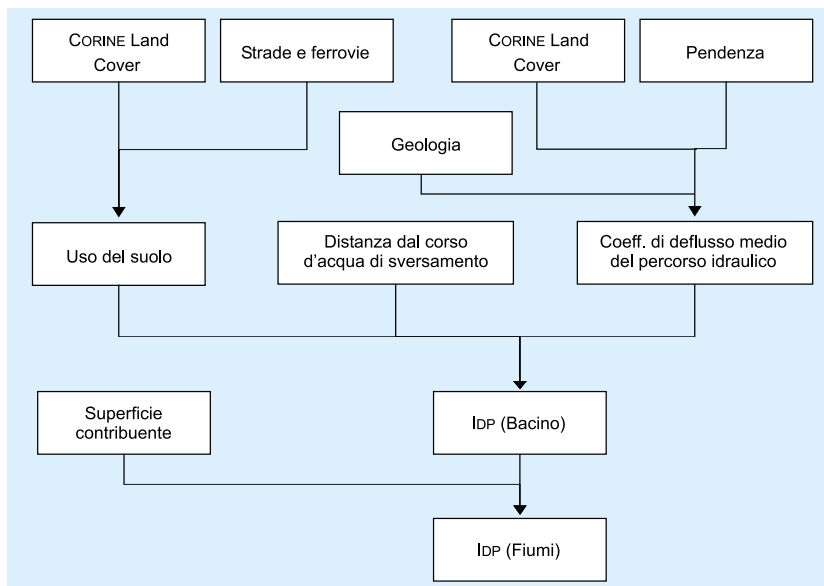 CORINE Land
Cover
Strade e ferrovie
CORINE Land
Cover
Pendenza
Geologia
Uso del suolo
Distanza dal corso
d'acqua di sversamento
Coeff. di deflusso medio
del percorso idraulico
Superficie
contribuente
IDP (Bacino)
IDP (Fiumi)